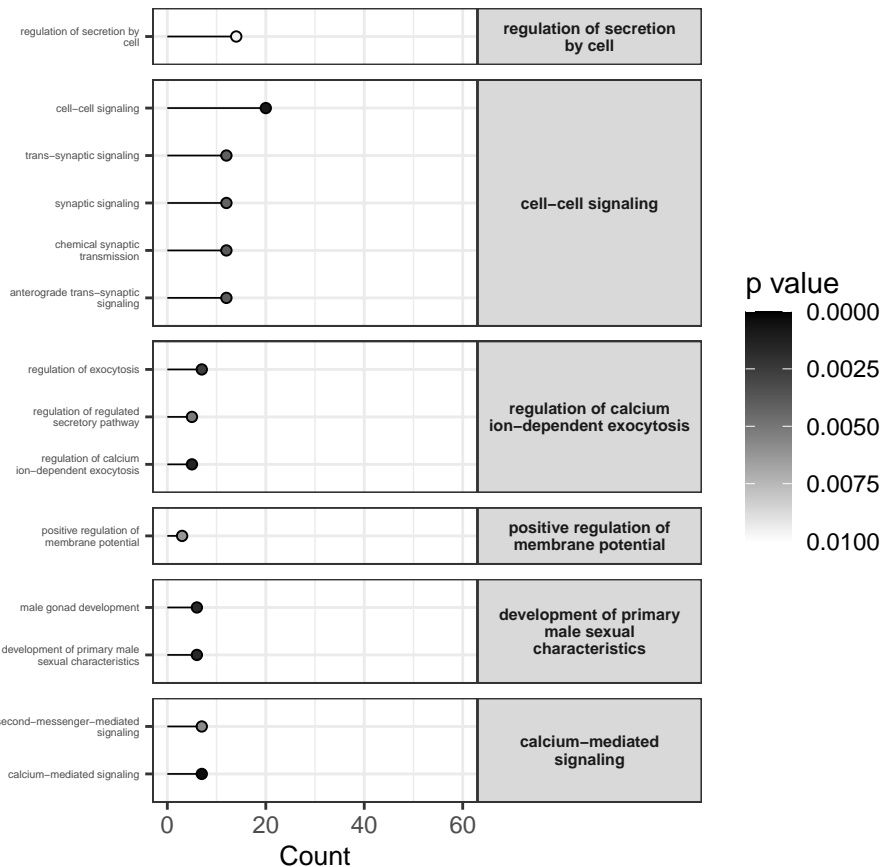 regulation of secretion by
cell
regulation of secretion
by cell
cell–cell signaling
trans–synaptic signaling
synaptic signaling
chemical synaptic
transmission
anterograde trans–synaptic
signaling
cell–cell signaling
regulation of exocytosis
regulation of regulated
secretory pathway
regulation of calcium
ion–dependent exocytosis
regulation of calcium
ion–dependent exocytosis
positive regulation of
membrane potential
positive regulation of
membrane potential
male gonad development
development of primary male
sexual characteristics
development of primary
male sexual
characteristics
second–messenger–mediated
signaling
calcium–mediated signaling
calcium–mediated
signaling
0 20 40 60
Count
p value
0.0000
0.0025
0.0050
0.0075
0.0100